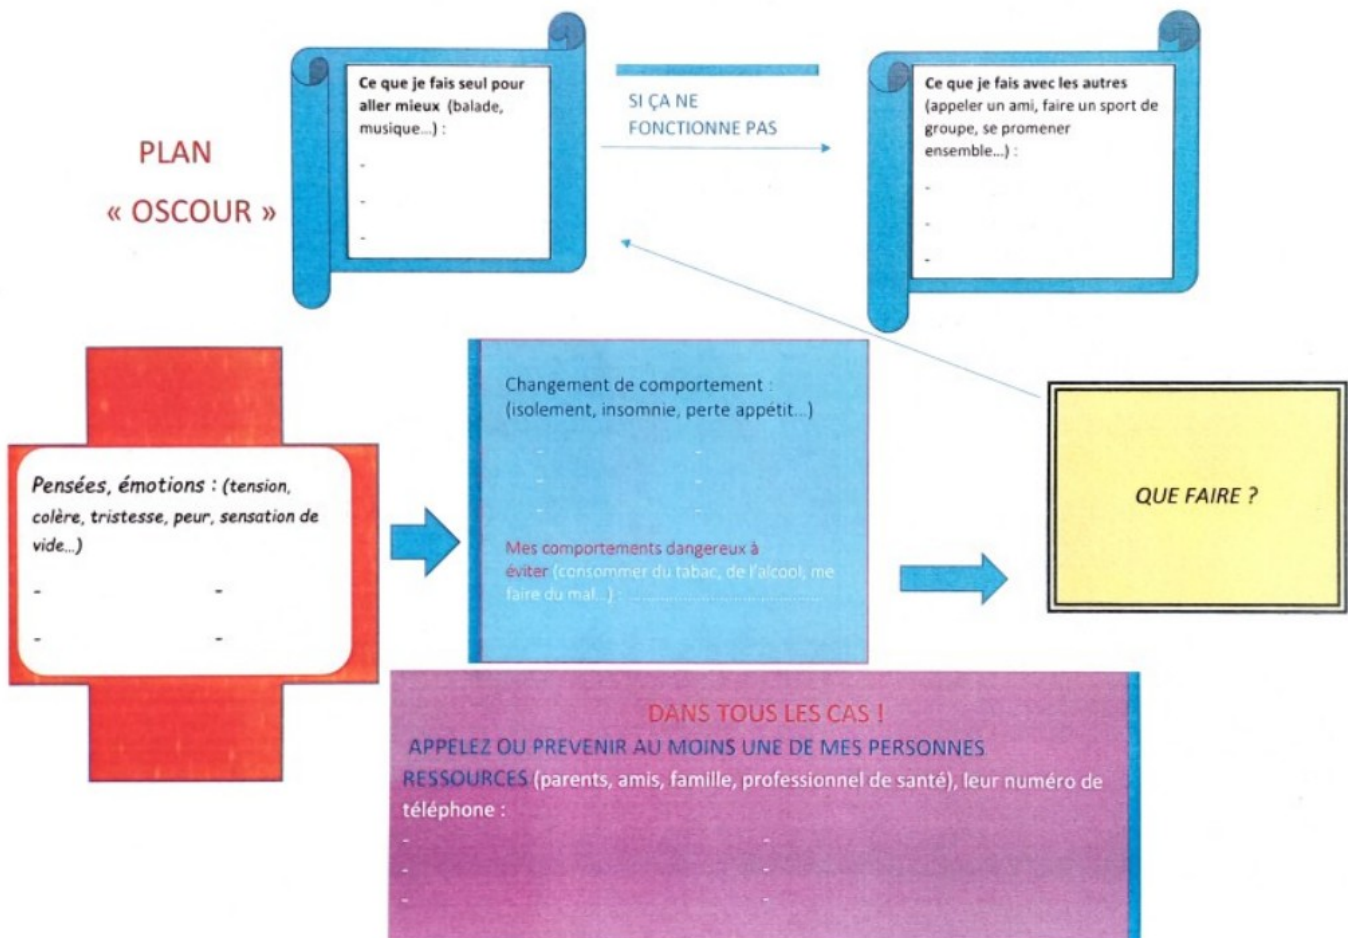 PLAN
« OSCOUR »
Ce que je fais seul pour
aller mieux (balade,
musique...) :
-
-
-
SI ÇA NE
FONCTIONNE PAS
Ce que je fais avec les autres
(appeler un ami, faire un sport de
groupe, se promener
ensemble...) :
-
-
-
Pensées, émotions : (tension,
colère, tristesse, peur, sensation de
vide...)
- -
- -
Changement de comportement :
(isolement, insomnie, perte appétit...)
- -
- -
- -
Mes comportements dangereux à
éviter (consommer du tabac, de l'alcool, me
faire du mal...) : ..........................................
QUE FAIRE ?
DANS TOUS LES CAS !
APPELEZ OU PREVENIR AU MOINS UNE DE MES PERSONNES
RESSOURCES (parents, amis, famille, professionnel de santé), leur numéro de
téléphone :
- -
- -
- -